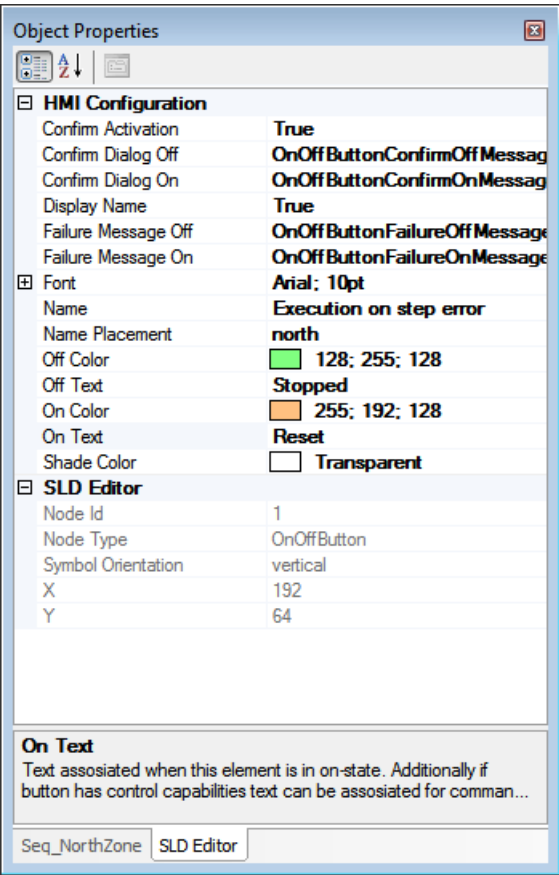 Object Properties
HMI Configuration
Confirm Activation True
Confirm Dialog Off OnOffButtonConfirmOffMessag
Confirm Dialog On OnOffButtonConfirmOnMessag
Display Name True
Failure Message Off OnOffButtonFailureOffMessage
Failure Message On OnOffButtonFailureOnMessage
Font Arial; 10pt
Name Execution on step error
Name Placement north
Off Color 128; 255; 128
Off Text Stopped
On Color 255; 192; 128
On Text Reset
Shade Color Transparent
SLD Editor
Node Id 1
Node Type OnOffButton
Symbol Orientation vertical
X 192
Y 64
On Text
Text assosiated when this element is in on-state. Additionally if
button has control capabilities text can be assosiated for comman...
Seq_NorthZone SLD Editor